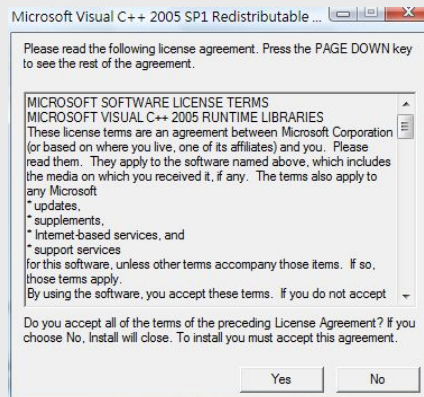 Microsoft Visual C++ 2005 SP1 Redistributable ...
Please read the following license agreement. Press the PAGE DOWN key
to see the rest of the agreement.
MICROSOFT SOFTWARE LICENSE TERMS
MICROSOFT VISUAL C++ 2005 RUNTIME LIBRARIES
These license terms are an agreement between Microsoft Corporation
(or based on where you live, one of its affiliates) and you. Please
read them. They apply to the software named above, which includes
the media on which you received it, if any. The terms also apply to
any Microsoft
* updates,
* supplements,
* Internet-based services, and
* support services
for this software, unless other terms accompany those items. If so,
those terms apply.
By using the software, you accept these terms. If you do not accept
Do you accept all of the terms of the preceding License Agreement? If you
choose No, Install will close. To install you must accept this agreement.
Yes
No